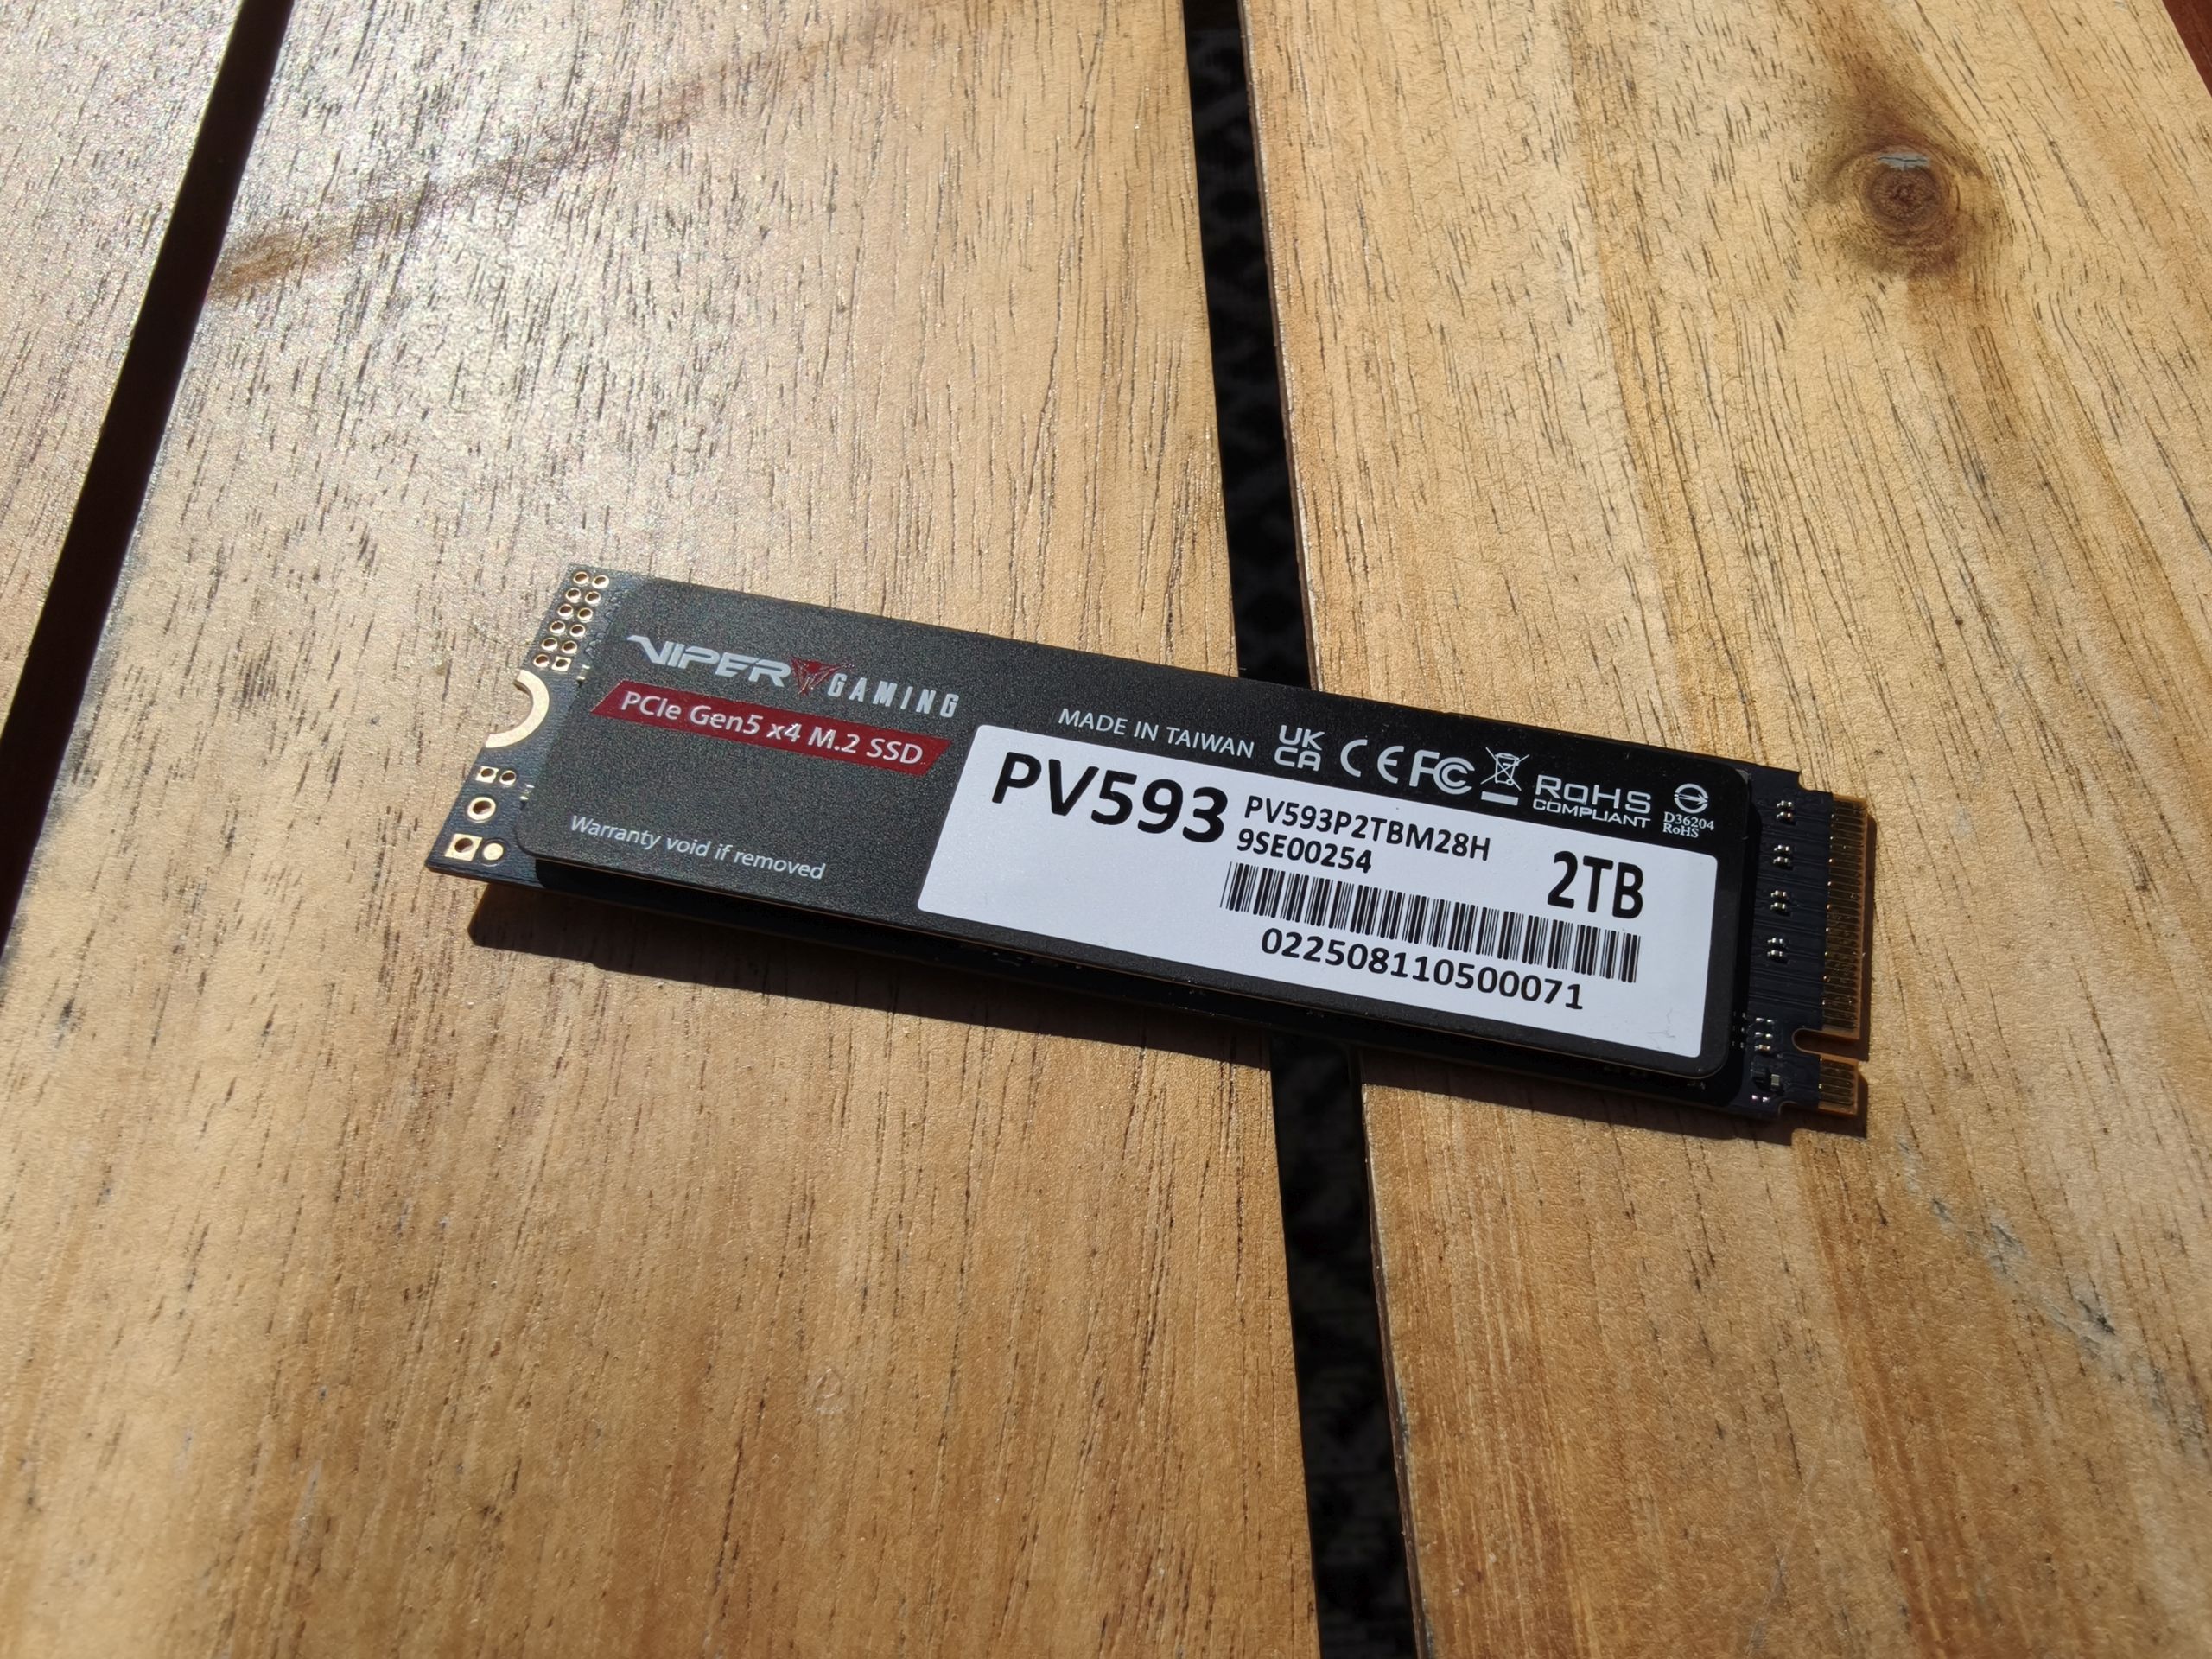 VIPER GAMING
PCIe Gen5 x4 M.2 SSD
Warranty void if removed
MADE IN TAIWAN UK CA CE FC RoHS COMPLIANT D36204 RoHS
PV593
PV593P2TBM28H
9SE00254
2TB
022508110500071